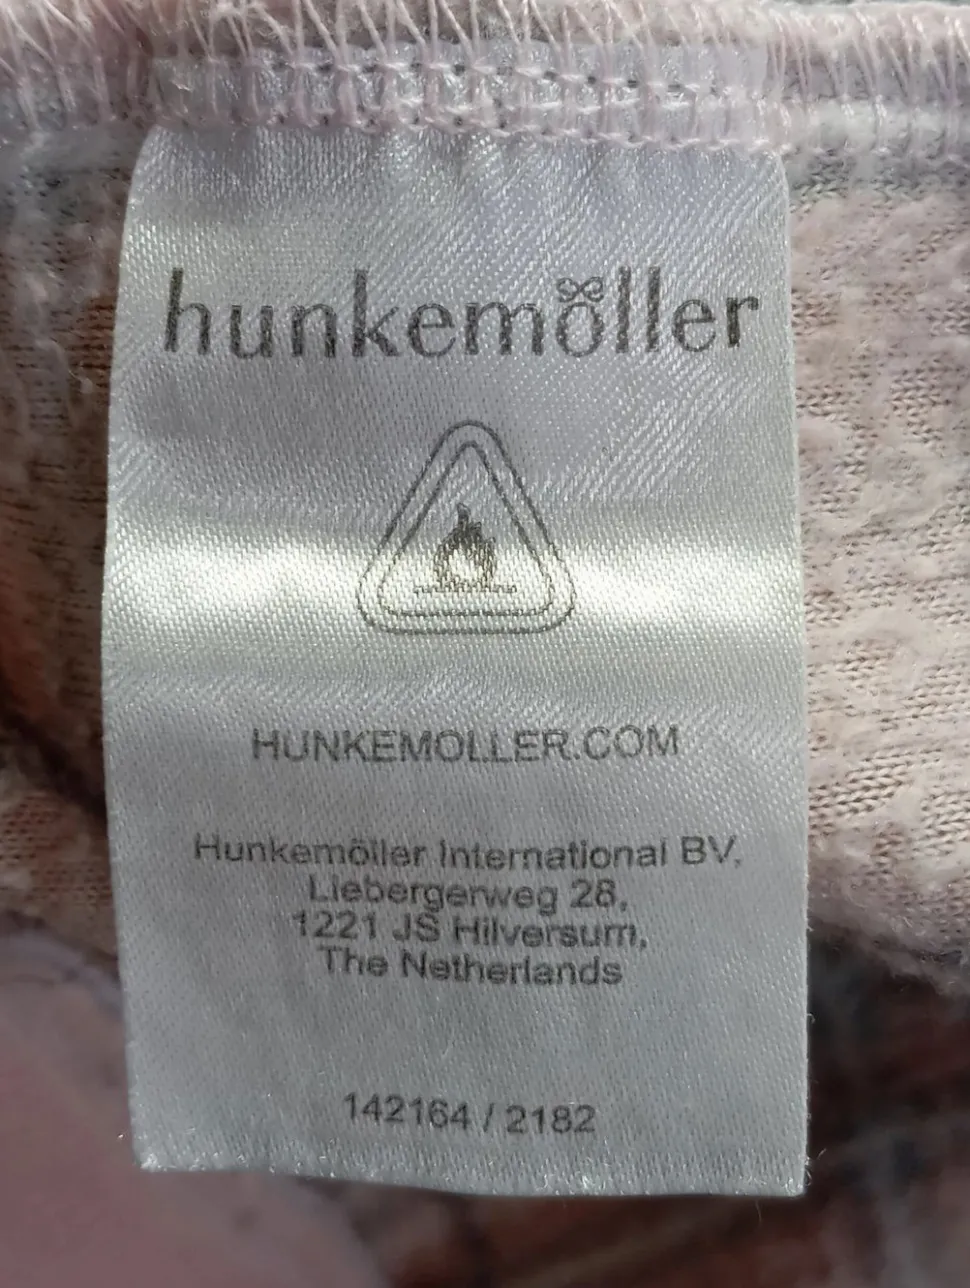 hunkemöller
HUNKEMOLLER.COM
Hunkemöller International BV,
Liebergerweg 28,
1221 JS Hilversum,
The Netherlands
142164 / 2182